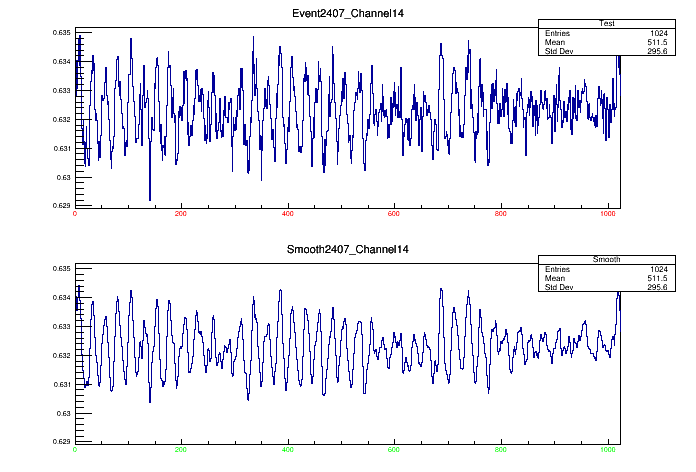 Event2407_Channel14
Test
Entries 1024
Mean 511.5
Std Dev 295.6
0.635
0.634
0.633
0.632
0.631
0.63
0.629
0 200 400 600 800 1000
Smooth2407_Channel14
Smooth
Entries 1024
Mean 511.5
Std Dev 295.6
0.635
0.634
0.633
0.632
0.631
0.63
0.629
0 200 400 600 800 1000